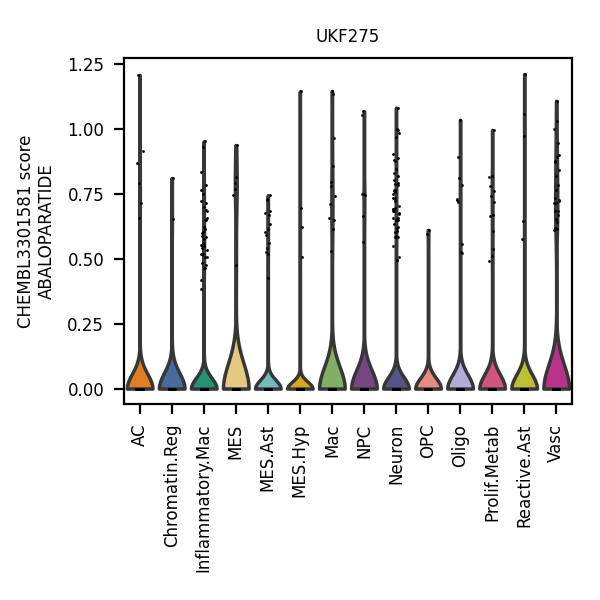 UKF275
CHEMBL3301581 score
ABALOPARATIDE
1.25
1.00
0.75
0.50
0.25
0.00
AC
Chromatin.Reg
Inflammatory.Mac
MES
MES.Ast
MES.Hyp
Mac
NPC
Neuron
OPC
Oligo
Prolif.Metab
Reactive.Ast
Vasc